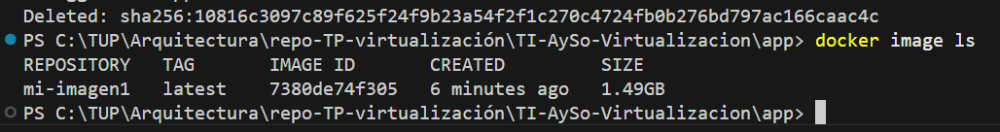 Deleted: sha256:10816c3097c89f625f24f9b23a54f2f1c270c4724fb0b276bd797ac166caac4c
PS C:\TUP\Arquitectura\repo-TP-virtualización\TI-AySo-Virtualizacion\app> docker image ls
REPOSITORY   TAG       IMAGE ID       CREATED         SIZE
mi-imagen1   latest    7380de74f305   6 minutes ago   1.49GB
PS C:\TUP\Arquitectura\repo-TP-virtualización\TI-AySo-Virtualizacion\app>